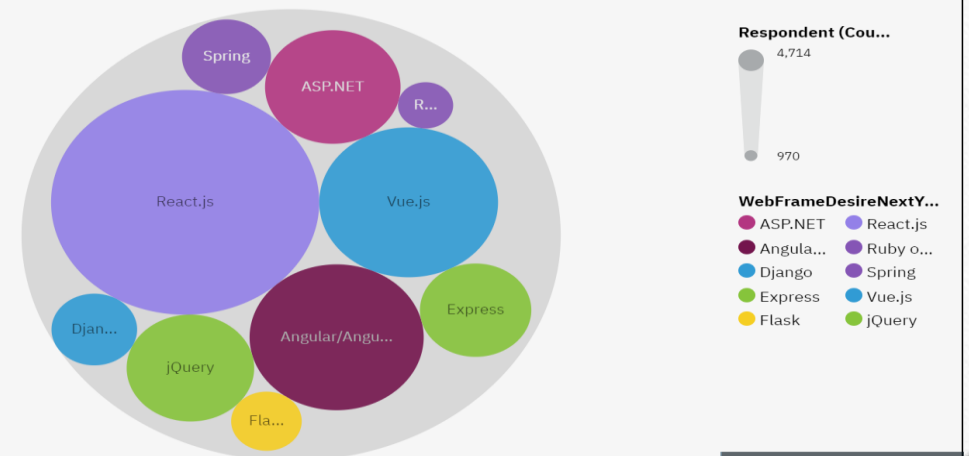 Spring
ASP.NET
R...
React.js
Vue.js
Express
Djan...
Angular/Angu...
jQuery
Fla...
Respondent (Cou...
4,714
970
WebFrameDesireNextY...
ASP.NET React.js
Angula... Ruby o...
Django Spring
Express Vue.js
Flask jQuery